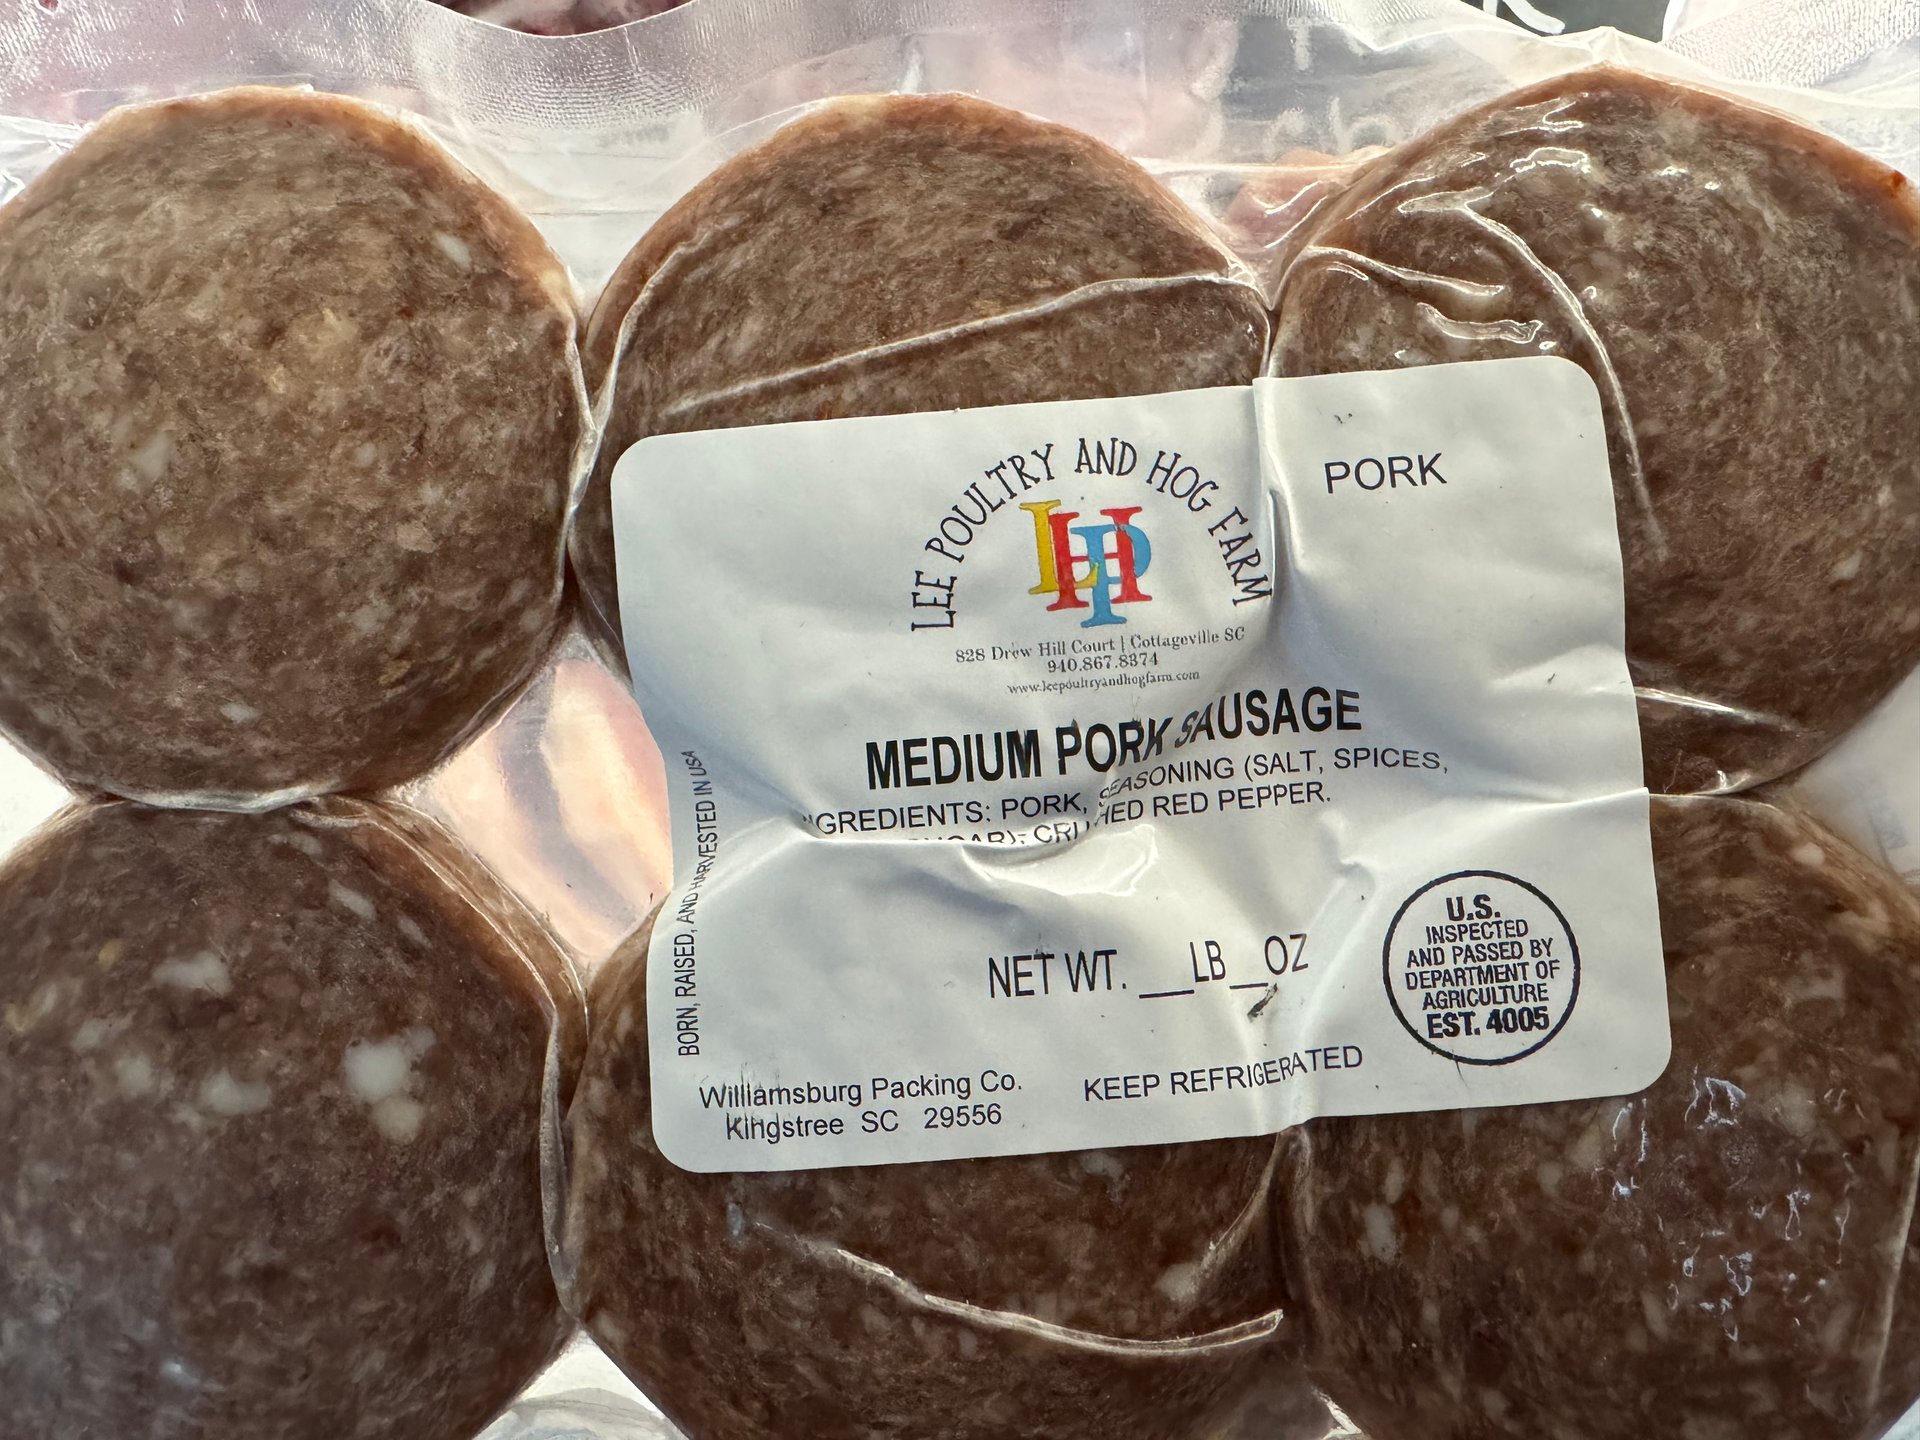 LEE POULTRY AND HOG FARM
LHP
828 Drew Hill Court | Cottageville SC
940.867.8374
www.leepoultryandhogfarm.com
PORK
MEDIUM PORK SAUSAGE
GREDIENTS: PORK, SEASONING (SALT, SPICES,
HED RED PEPPER.
BORN, RAISED, AND HARVESTED IN USA
NET WT. __LB__OZ
U.S.
INSPECTED
AND PASSED BY
DEPARTMENT OF
AGRICULTURE
EST. 4005
Williamsburg Packing Co.
Kingstree SC 29556
KEEP REFRIGERATED